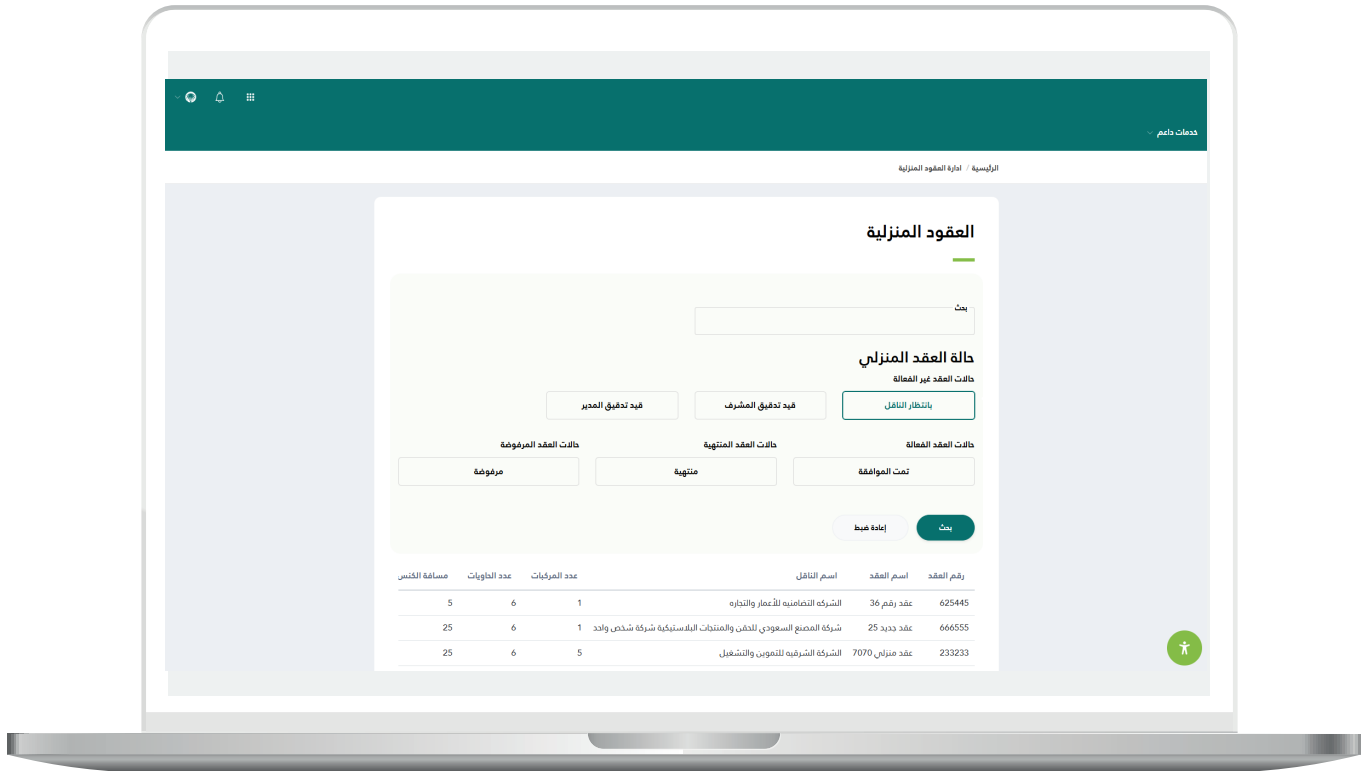 خدمات داعم
الرئيسية / ادارة العقود المنزلية
العقود المنزلية
بحث
حالة العقد المنزلي
حالات العقد غير الفعالة
بانتظار الناقل قيد تدقيق المشرف قيد تدقيق المدير
حالات العقد الفعالة حالات العقد المنتهية حالات العقد المرفوضة
تمت الموافقة منتهية مرفوضة
بحث إعادة ضبط
رقم العقد اسم العقد اسم الناقل عدد المركبات عدد الحاويات مسافة الكنس
625445 عقد رقم 36 الشركه التضامنيه للأعمار والتجاره 1 6 5
666555 عقد جديد 25 شركة المصنع السعودي للحقن والمنتجات البلاستيكية شركة شخص واحد 1 6 25
233233 عقد منزلي 7070 الشركة الشرقيه للتموين والتشغيل 5 6 25